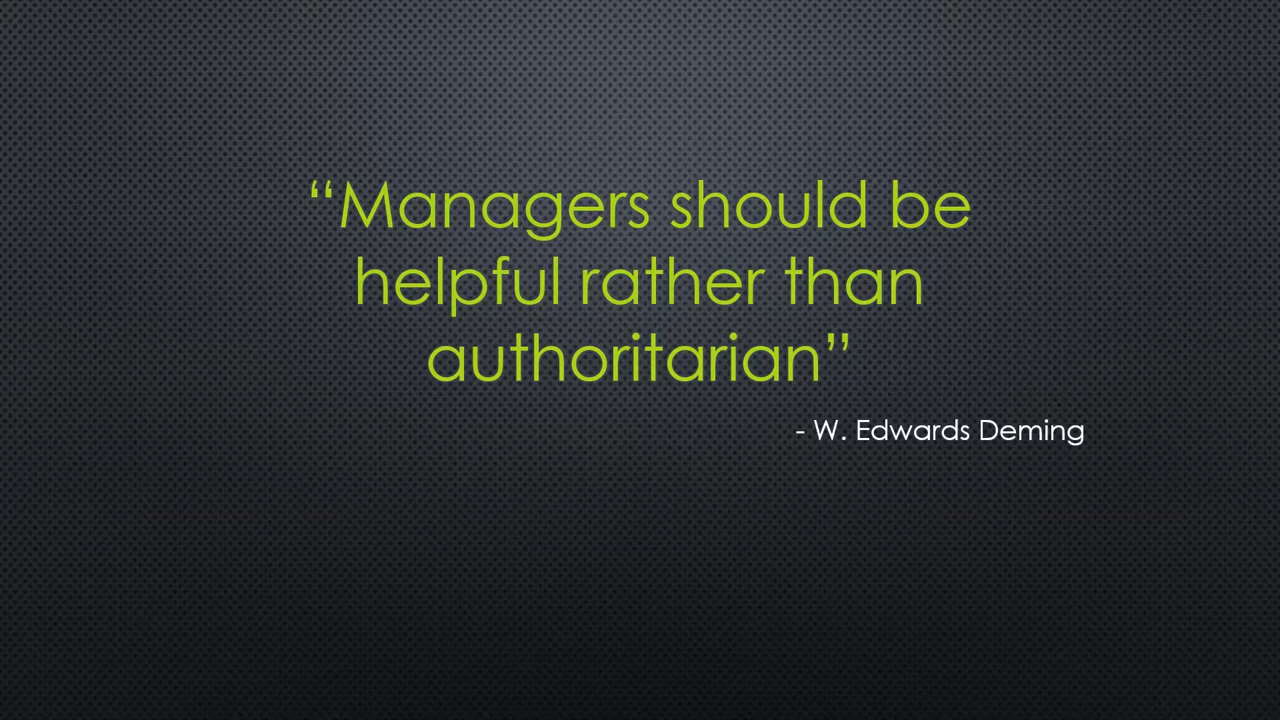 “Managers should be
helpful rather than
authoritarian”
- W. Edwards Deming